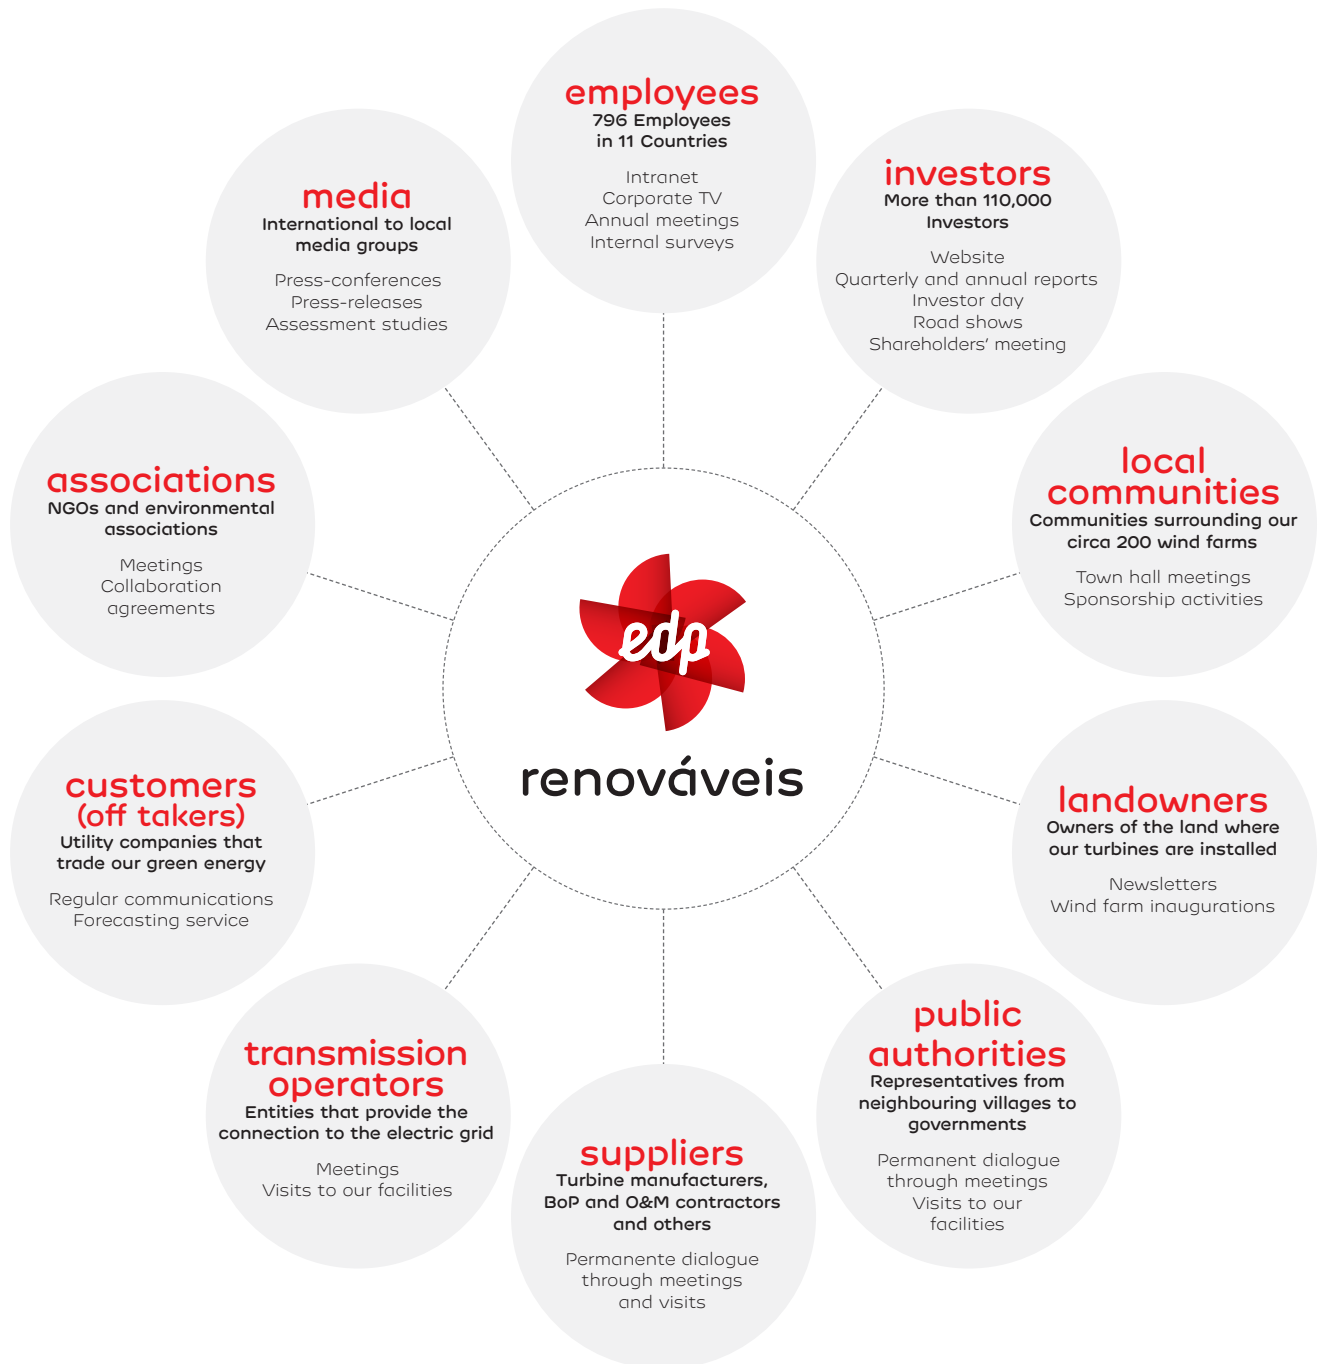 employees
796 Employees
in 11 Countries
Intranet
Corporate TV
Annual meetings
Internal surveys
investors
More than 110,000
Investors
Website
Quarterly and annual reports
Investor day
Road shows
Shareholders' meeting
local
communities
Communities surrounding our
circa 200 wind farms
Town hall meetings
Sponsorship activities
landowners
Owners of the land where
our turbines are installed
Newsletters
Wind farm inaugurations
public
authorities
Representatives from
neighbouring villages to
governments
Permanent dialogue
through meetings
Visits to our
facilities
suppliers
Turbine manufacturers,
BoP and O&M contractors
and others
Permanente dialogue
through meetings
and visits
transmission
operators
Entities that provide the
connection to the electric grid
Meetings
Visits to our facilities
customers
(off takers)
Utility companies that
trade our green energy
Regular communications
Forecasting service
associations
NGOs and environmental
associations
Meetings
Collaboration
agreements
media
International to local
media groups
Press-conferences
Press-releases
Assessment studies
edp
renováveis